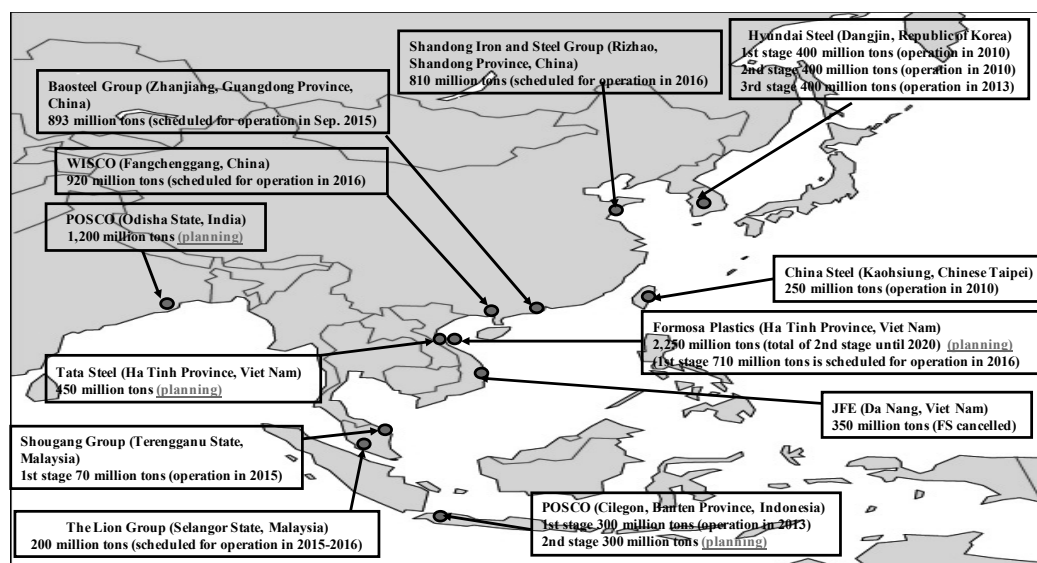 Shandong Iron and Steel Group (Rizhao,
Shandong Province, China)
810 million tons (scheduled for operation in 2016)
Hyundai Steel (Dangjin, Republic of Korea)
1st stage 400 million tons (operation in 2010)
2nd stage 400 million tons (operation in 2010)
3rd stage 400 million tons (operation in 2013)
Baosteel Group (Zhanjiang, Guangdong Province,
China)
893 million tons (scheduled for operation in Sep. 2015)
WISCO (Fangchenggang, China)
920 million tons (scheduled for operation in 2016)
POSCO (Odisha State, India)
1,200 million tons (planning)
China Steel (Kaohsiung, Chinese Taipei)
250 million tons (operation in 2010)
Formosa Plastics (Ha Tinh Province, Viet Nam)
2,250 million tons (total of 2nd stage until 2020) (planning)
(1st stage 710 million tons is scheduled for operation in 2016)
Tata Steel (Ha Tinh Province, Viet Nam)
450 million tons (planning)
JFE (Da Nang, Viet Nam)
350 million tons (FS cancelled)
Shougang Group (Terengganu State,
Malaysia)
1st stage 70 million tons (operation in 2015)
POSCO (Cilegon, Banten Province, Indonesia)
1st stage 300 million tons (operation in 2013)
2nd stage 300 million tons (planning)
The Lion Group (Selangor State, Malaysia)
200 million tons (scheduled for operation in 2015-2016)